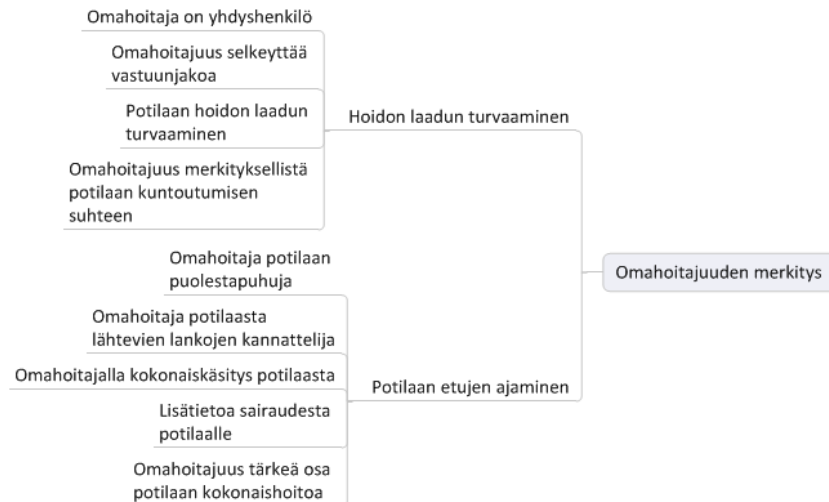 Omahoitaja on yhdyshenkilö
Omahoitajuus selkeyttää
vastuunjakoa
Potilaan hoidon laadun
turvaaminen
Omahoitajuus merkityksellistä
potilaan kuntoutumisen
suhteen
Hoidon laadun turvaaminen
Omahoitaja potilaan
puolestapuhuja
Omahoitaja potilaasta
lähtevien lankojen kannattelija
Omahoitajalla kokonaiskäsitys potilaasta
Lisätietoa sairaudesta
potilaalle
Omahoitajuus tärkeä osa
potilaan kokonaishoitoa
Potilaan etujen ajaminen
Omahoitajuuden merkitys